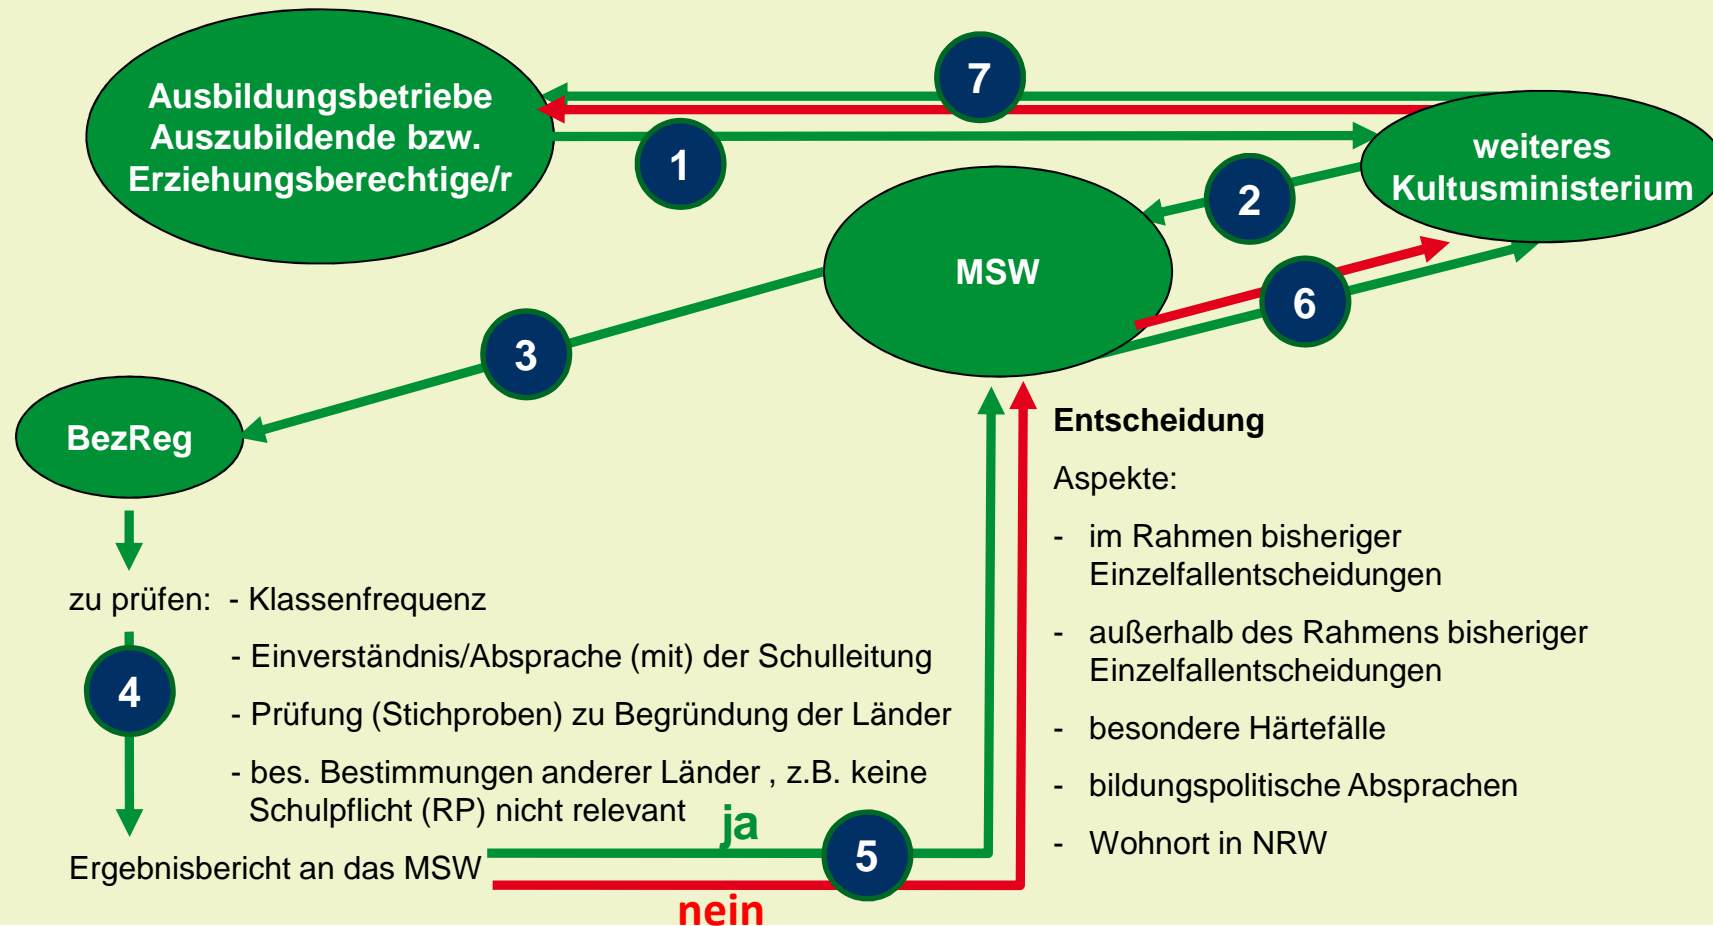 7
Ausbildungsbetriebe
Auszubildende bzw.
Erziehungsberechtige/r
1
weiteres
Kultusministerium
2
MSW
6
3
BezReg
Entscheidung
Aspekte:
- im Rahmen bisheriger
Einzelfallentscheidungen
- außerhalb des Rahmens bisheriger
Einzelfallentscheidungen
- besondere Härtefälle
- bildungspolitische Absprachen
- Wohnort in NRW
zu prüfen: - Klassenfrequenz
- Einverständnis/Absprache (mit) der Schulleitung
4
- Prüfung (Stichproben) zu Begründung der Länder
- bes. Bestimmungen anderer Länder , z.B. keine
Schulpflicht (RP) nicht relevant
ja
5
Ergebnisbericht an das MSW
nein